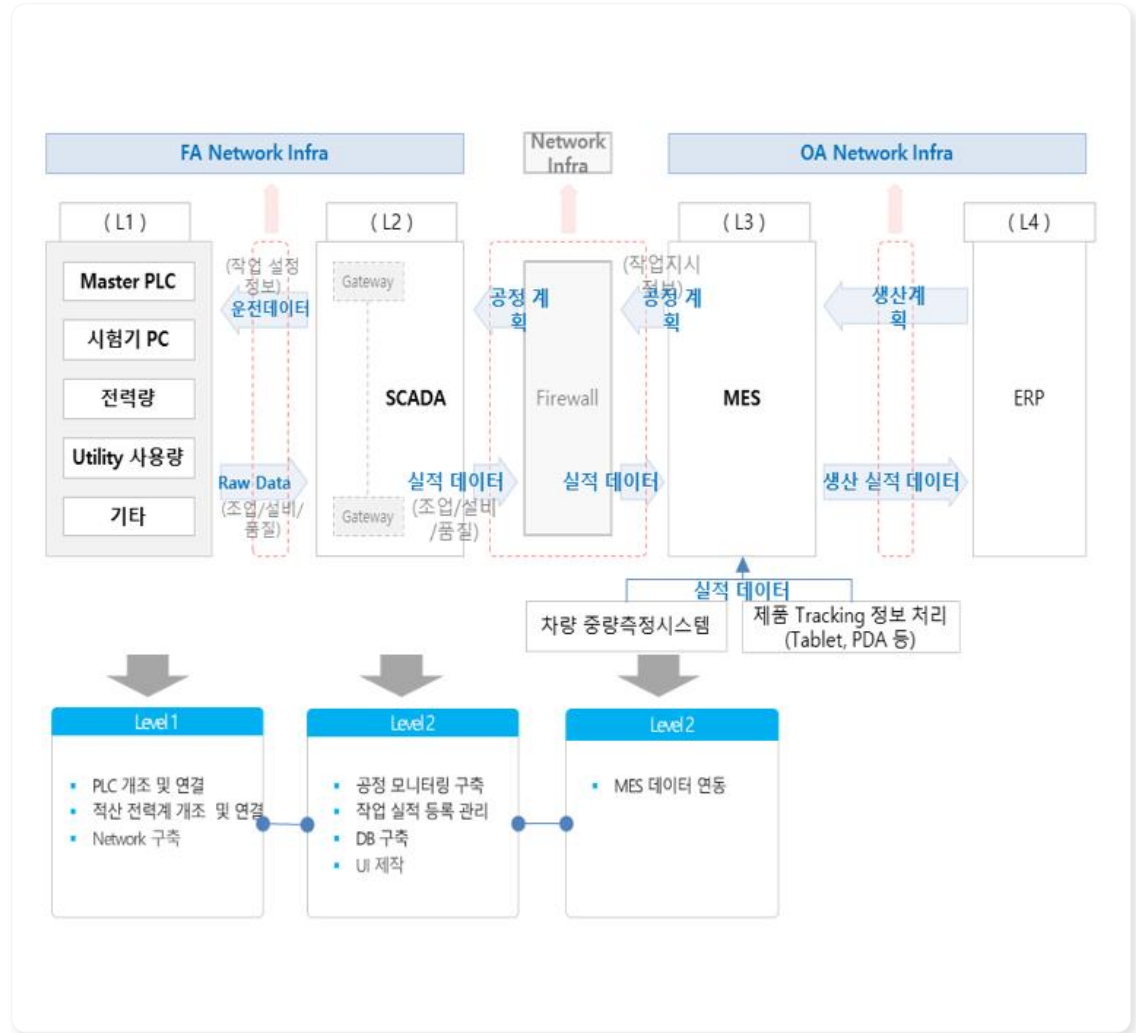 FA Network Infra
Network
Infra
OA Network Infra
( L1 )
( L2 )
( L3 )
( L4 )
Master PLC
시험기 PC
전력량
Utility 사용량
기타
(작업 설정
정보)
운전데이터
Raw Data
(조업/설비/
품질)
Gateway
SCADA
Gateway
공정 계
획
실적 데이터
(조업/설비
/품질)
Firewall
(작업지시
정보)
공정 계
획
실적 데이터
MES
생산계
획
생산 실적 데이터
ERP
실적 데이터
차량 중량측정시스템
제품 Tracking 정보 처리
(Tablet, PDA 등)
Level 1
PLC 개조 및 연결
적산 전력계 개조 및 연결
Network 구축
Level 2
공정 모니터링 구축
작업 실적 등록 관리
DB 구축
UI 제작
Level 2
MES 데이터 연동